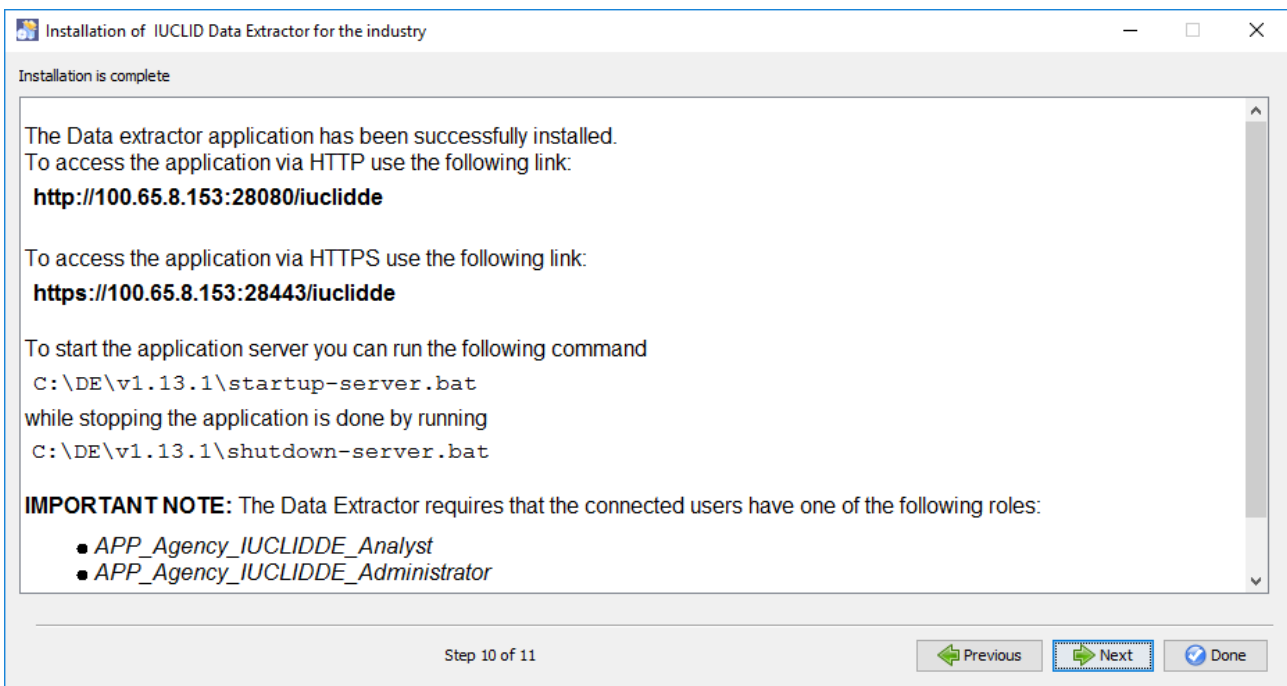 Installation of IUCLID Data Extractor for the industry
Installation is complete
The Data extractor application has been successfully installed.
To access the application via HTTP use the following link:
http://100.65.8.153:28080/iuclidde
To access the application via HTTPS use the following link:
https://100.65.8.153:28443/iuclidde
To start the application server you can run the following command
C:\DE\v1.13.1\startup-server.bat
while stopping the application is done by running
C:\DE\v1.13.1\shutdown-server.bat
IMPORTANT NOTE: The Data Extractor requires that the connected users have one of the following roles:
• APP_Agency_IUCLIDDE_Analyst
• APP_Agency_IUCLIDDE_Administrator
Step 10 of 11 Previous Next Done